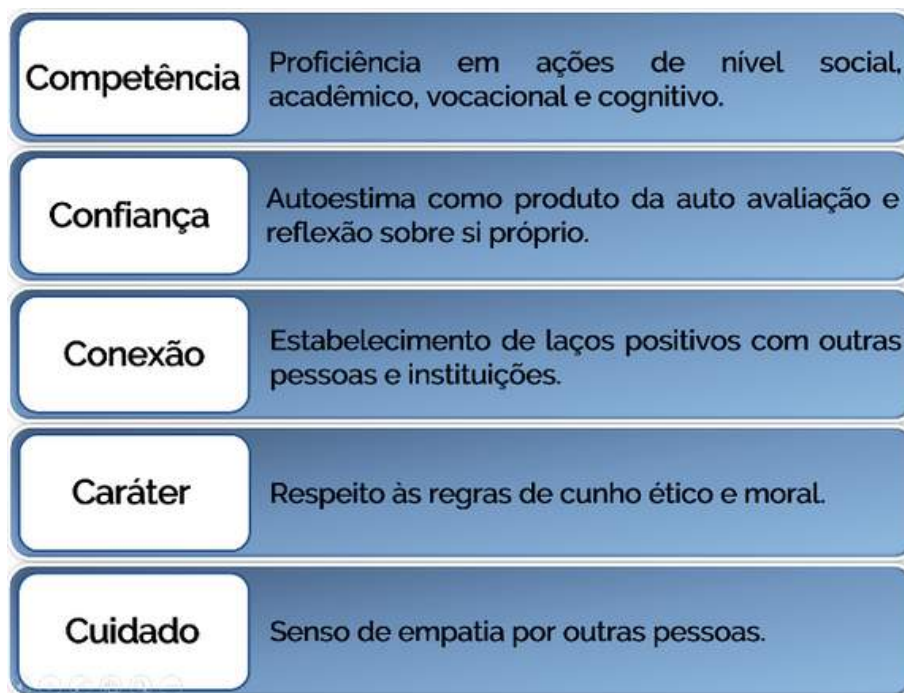 Competência
Proficiência em ações de nível social,
acadêmico, vocacional e cognitivo.
Confiança
Autoestima como produto da auto avaliação e
reflexão sobre si próprio.
Conexão
Estabelecimento de laços positivos com outras
pessoas e instituições.
Caráter
Respeito às regras de cunho ético e moral.
Cuidado
Senso de empatia por outras pessoas.